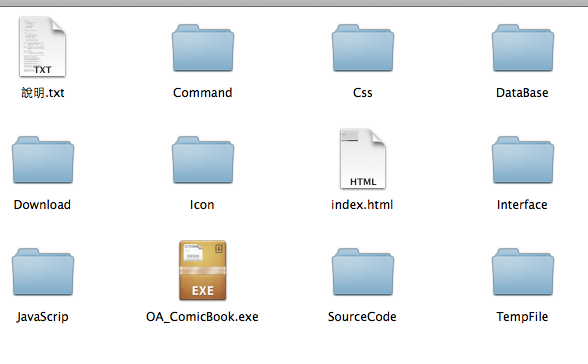 TXT
說明.txt
Command
Css
DataBase
Download
Icon
HTML
index.html
Interface
JavaScrip
EXE
OA_ComicBook.exe
SourceCode
TempFile